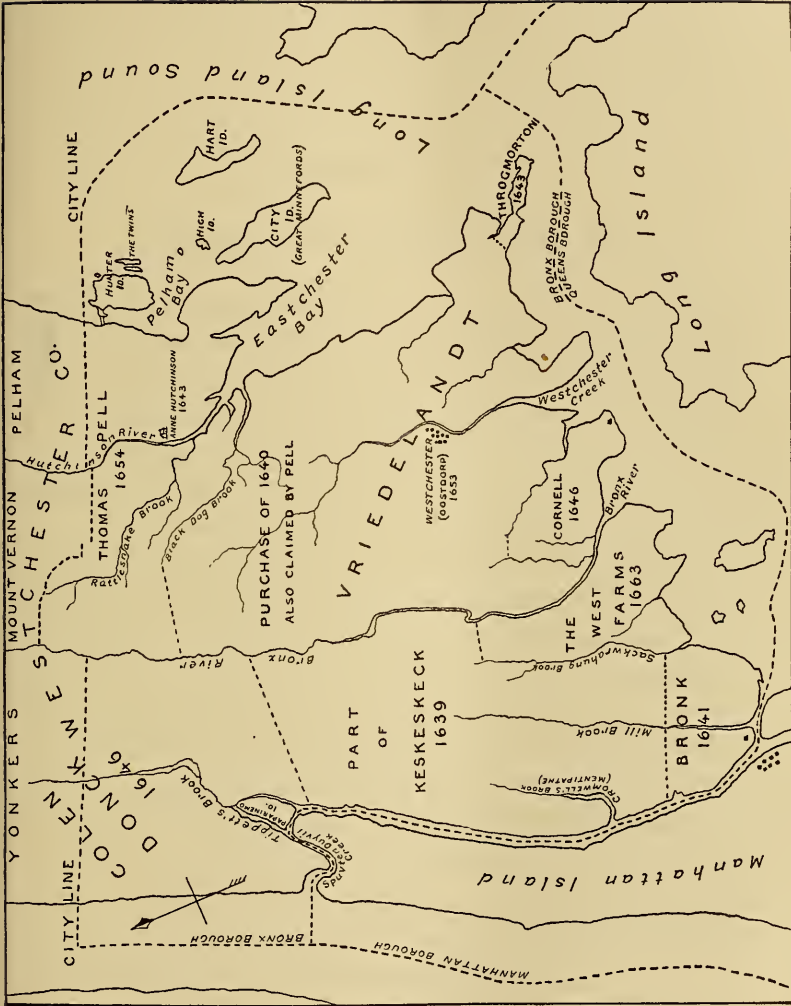 YONKERS
MOUNT VERNON
PELHAM
WESTCHESTER CO.
CITY LINE
CITY LINE
Long Island Sound
HART
ID.
HUNTER
ID.
THE TWINS
HIGH
ID.
CITY
ID.
(GREAT MINNEFORDS)
Pelham
Bay
Eastchester
Bay
Hutchinson River
ANNE HUTCHINSON
1643
THOMAS PELL
1654
Rattlesnake Brook
Black Dog Brook
PURCHASE OF 1640
ALSO CLAIMED BY PELL
VRIEDELANDT
THROGMORTON
1643
BRONX BOROUGH
QUEENS BOROUGH
Long Island
Westchester
Creek
WESTCHESTER
(OOSTDORP)
1653
CORNELL
1646
Bronx
River
THE
WEST
FARMS
1663
Sackwrahung Brook
Bronx River
COLEN DONCK
1646
Tippett's Brook
PAPARINEMO
ID.
Spuyten Duyvil
Creek
PART
OF
KESKESKECK
1639
Mill Brook
CROMWELL'S BROOK
(MENTIPATHE)
BRONK
1641
Manhattan Island
BRONX BOROUGH
MANHATTAN BOROUGH